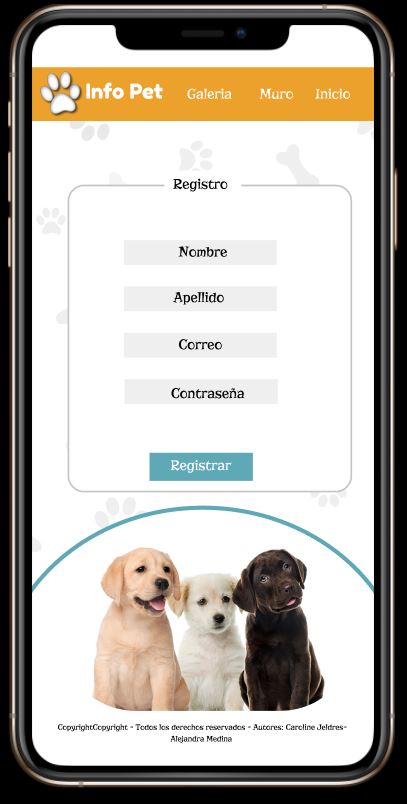 Info Pet Galeria Muro Inicio
Registro
Nombre
Apellido
Correo
Contraseña
Registrar
CopyrightCopyright - Todos los derechos reservados - Autores: Caroline Jeldres-
Alejandra Medina